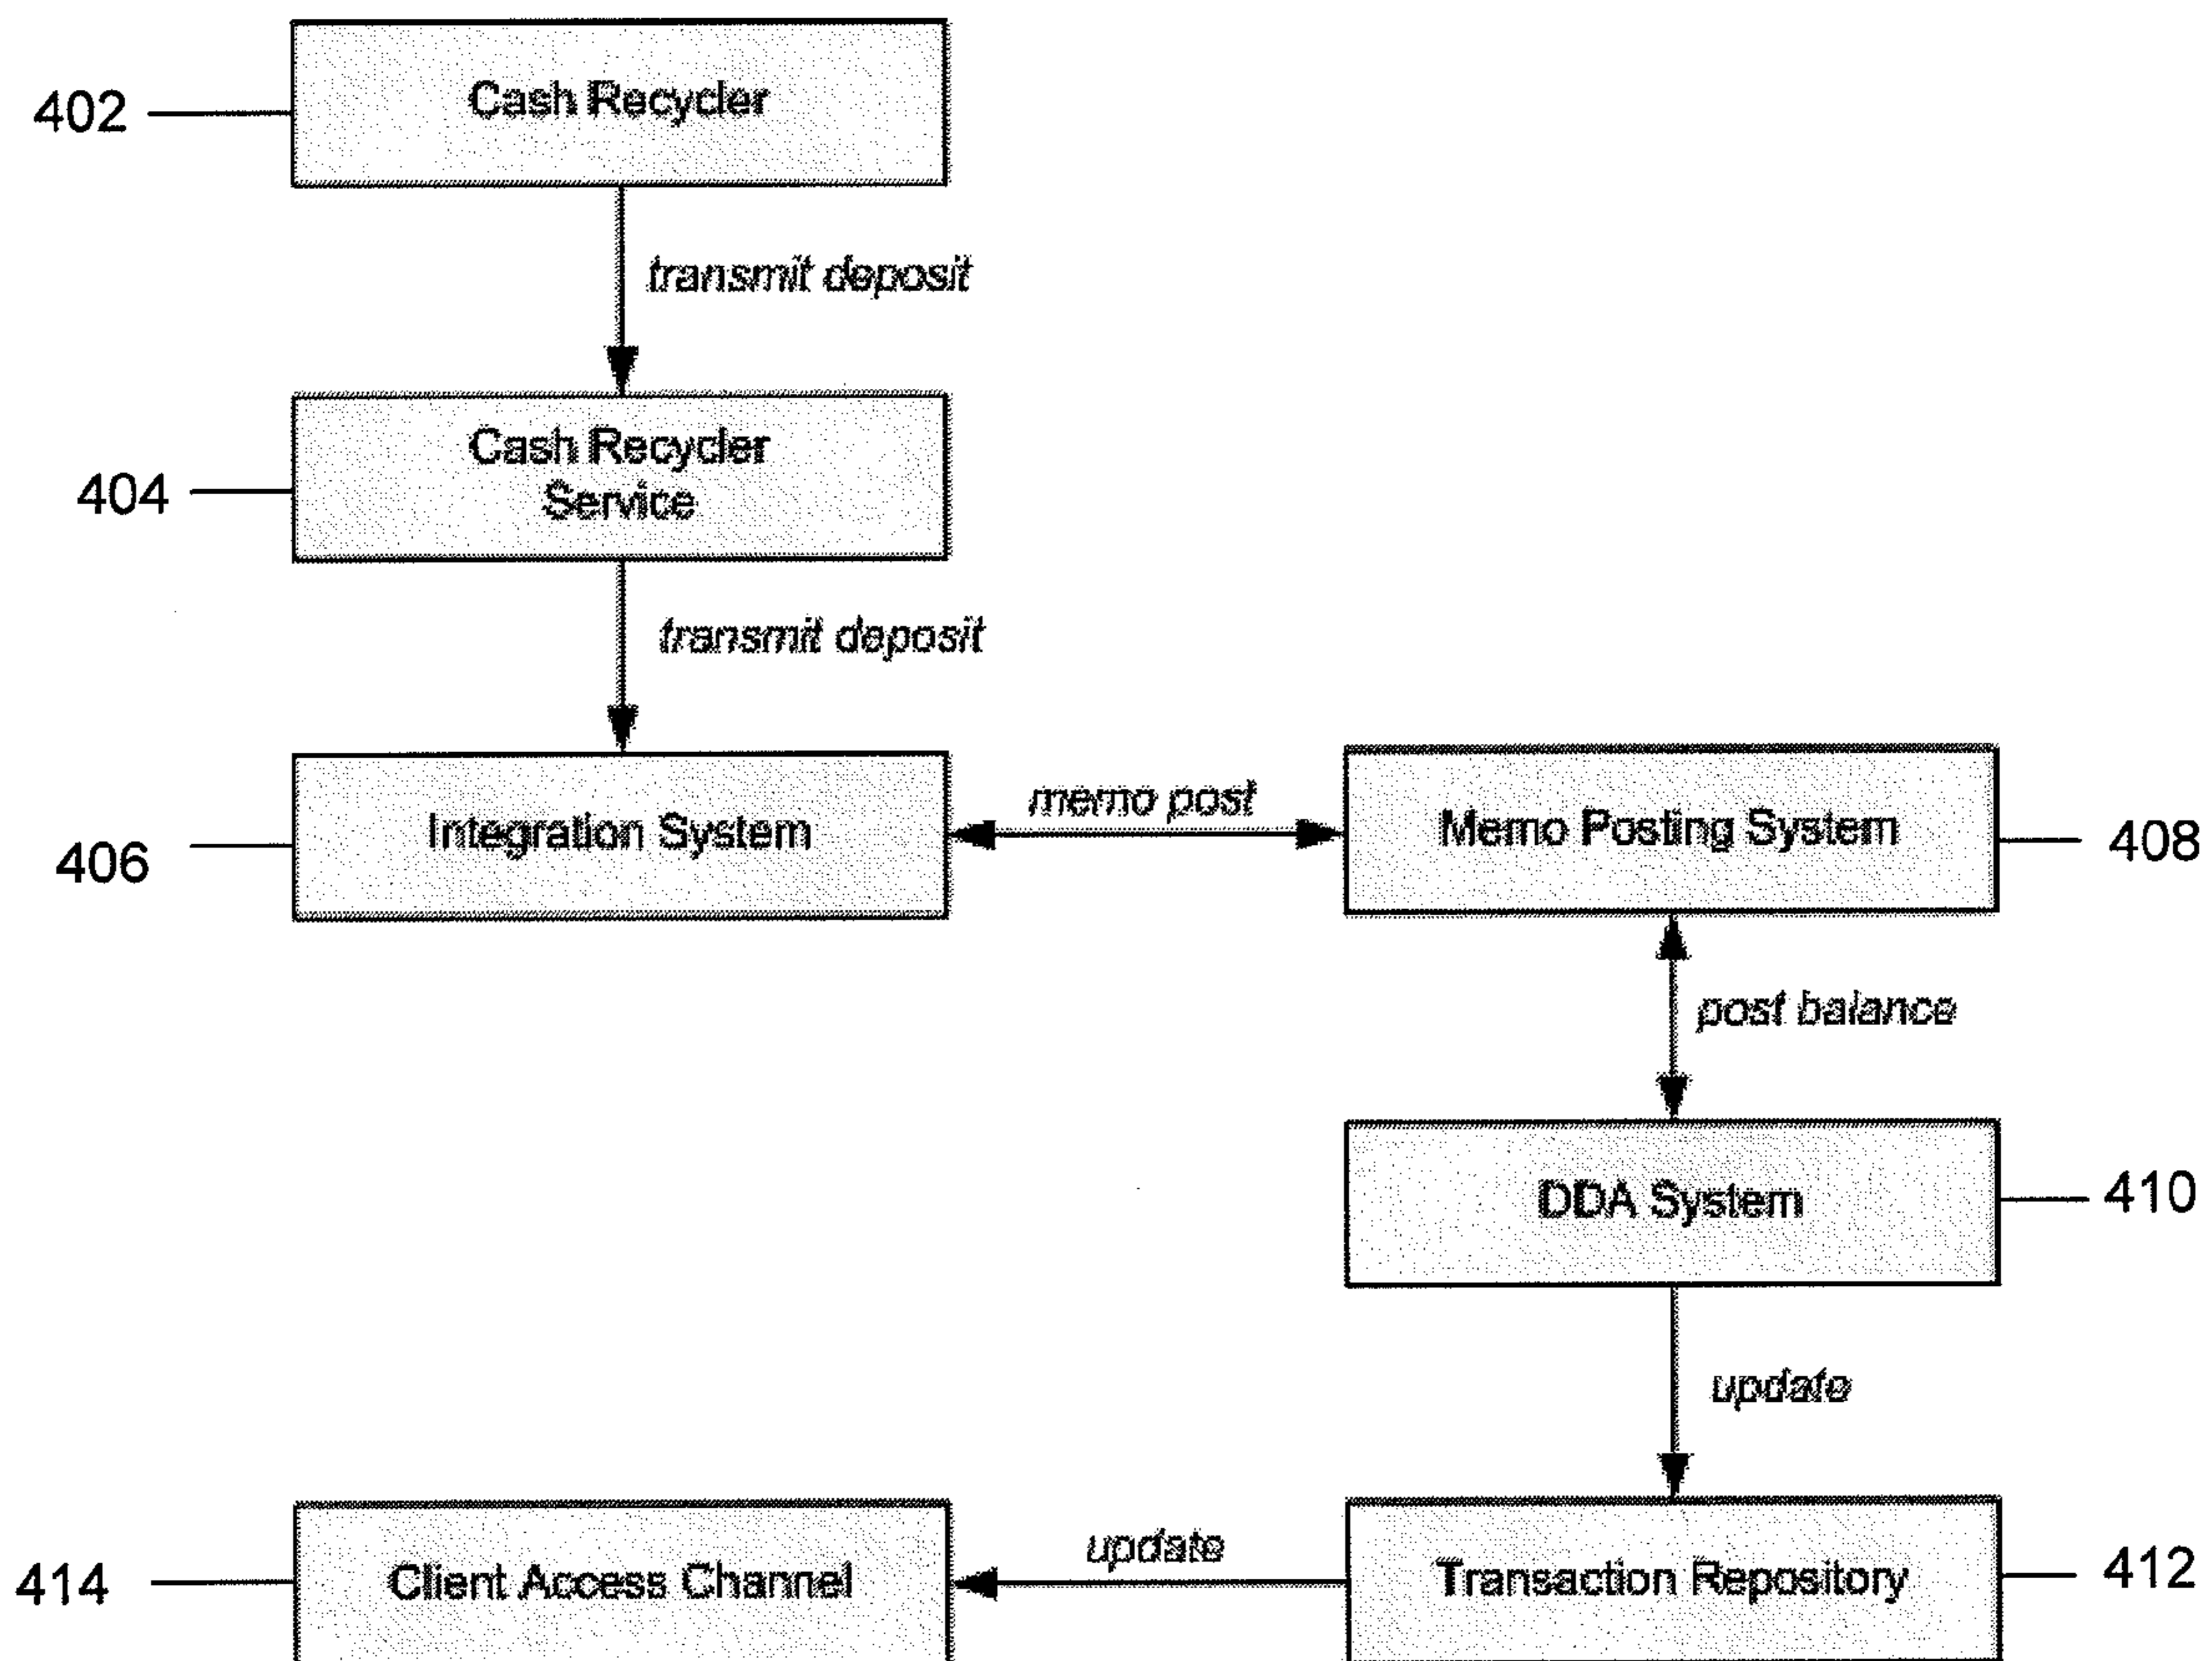 402
Cash Recycler
transmit deposit
404
Cash Recycler
Service
transmit deposit
406
Integration System
memo post
Memo Posting System
408
post balance
DDA System
410
update
414
Client Access Channel
update
Transaction Repository
412